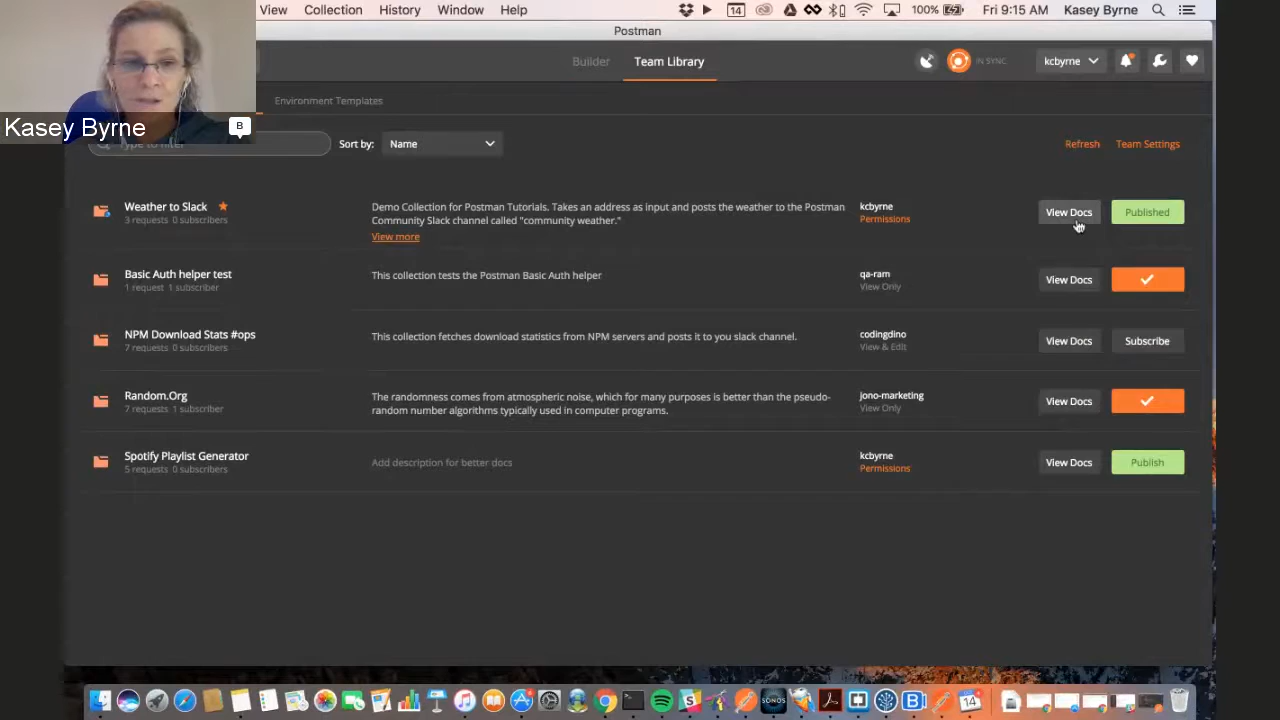 View Collection History Window Help 14 100% Fri 9:15 AM Kasey Byrne
Postman
Builder Team Library IN SYNC kcbyrne
Environment Templates
Kasey Byrne B
Type to filter Sort by: Name Refresh Team Settings
Weather to Slack
3 requests 0 subscribers
Demo Collection for Postman Tutorials. Takes an address as input and posts the weather to the Postman
Community Slack channel called "community weather."
View more
kcbyrne
Permissions
View Docs Published
Basic Auth helper test
1 request 1 subscriber
This collection tests the Postman Basic Auth helper
qa-ram
View Only
View Docs
NPM Download Stats #ops
7 requests 0 subscribers
This collection fetches download statistics from NPM servers and posts it to you slack channel.
codingdino
View & Edit
View Docs Subscribe
Random.Org
7 requests 1 subscriber
The randomness comes from atmospheric noise, which for many purposes is better than the pseudo-
random number algorithms typically used in computer programs.
jono-marketing
View Only
View Docs
Spotify Playlist Generator
5 requests 0 subscribers
Add description for better docs
kcbyrne
Permissions
View Docs Publish
SONOS B 14